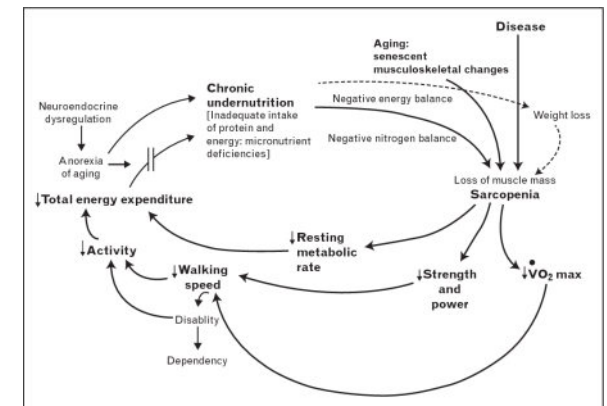 Disease
Aging:
senescent
musculoskeletal changes
Chronic
undernutrition
[Inadequate intake
of protein and
energy: micronutrient
deficiencies]
Negative energy balance
Weight loss
Negative nitrogen balance
Neuroendocrine
dysregulation
Anorexia
of aging
Loss of muscle mass
Sarcopenia
↓Total energy expenditure
↓Resting
metabolic
rate
↓Activity
↓Walking
speed
↓Strength
and
power
↓V̇O₂ max
Disablity
Dependency